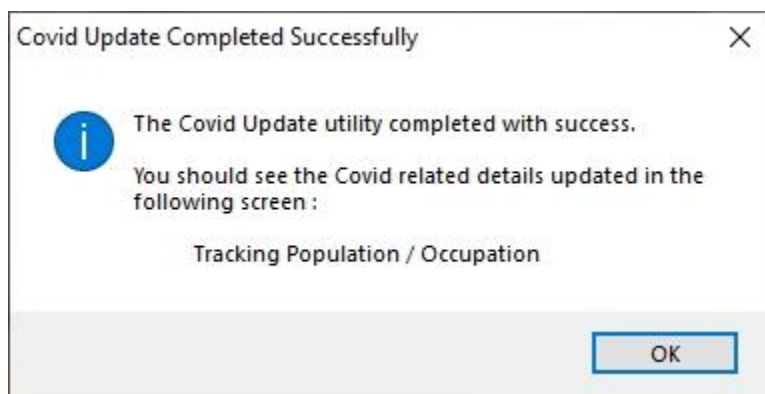 Covid Update Completed Successfully
The Covid Update utility completed with success.
You should see the Covid related details updated in the
following screen :
Tracking Population / Occupation
OK